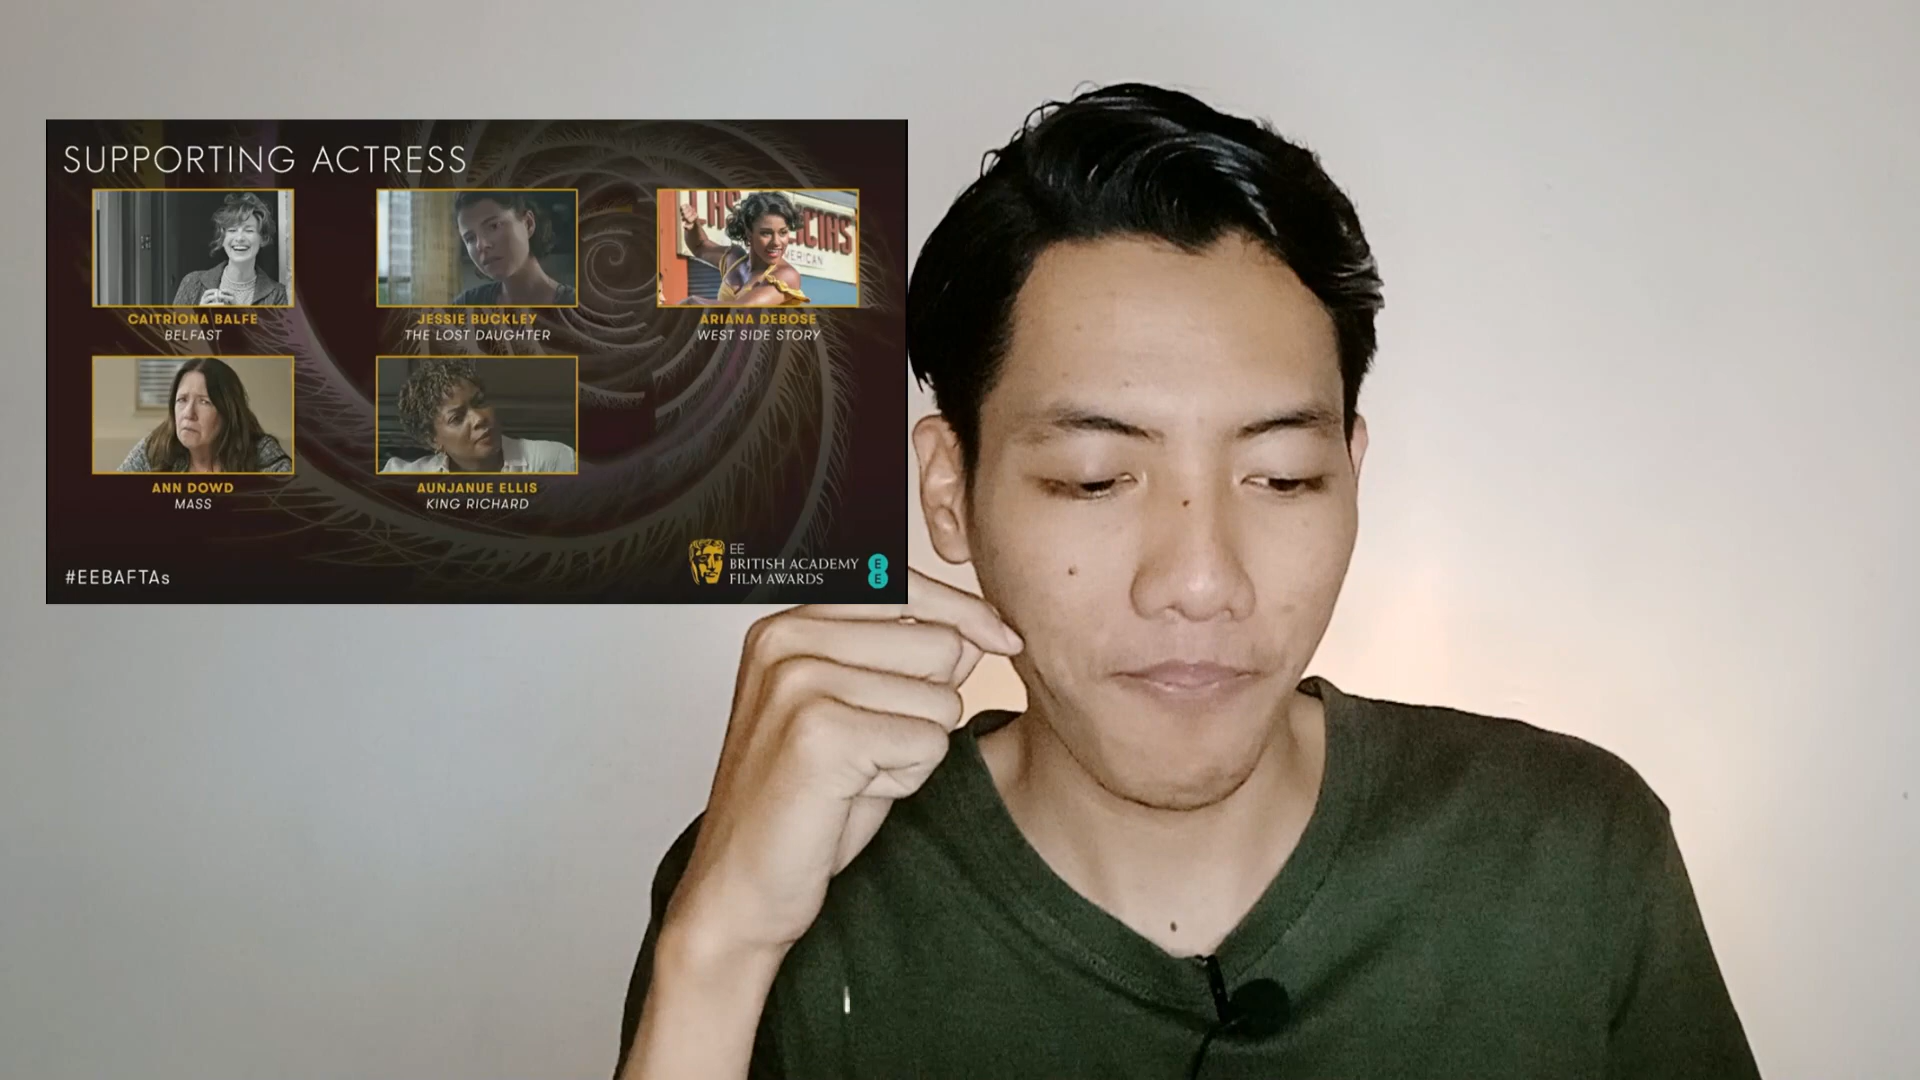 SUPPORTING ACTRESS
CAITRÍONA BALFE
BELFAST
JESSIE BUCKLEY
THE LOST DAUGHTER
ARIANA DEBOSE
WEST SIDE STORY
ANN DOWD
MASS
AUNJANUE ELLIS
KING RICHARD
#EEBAFTAs
EE
BRITISH ACADEMY
FILM AWARDS
E
E